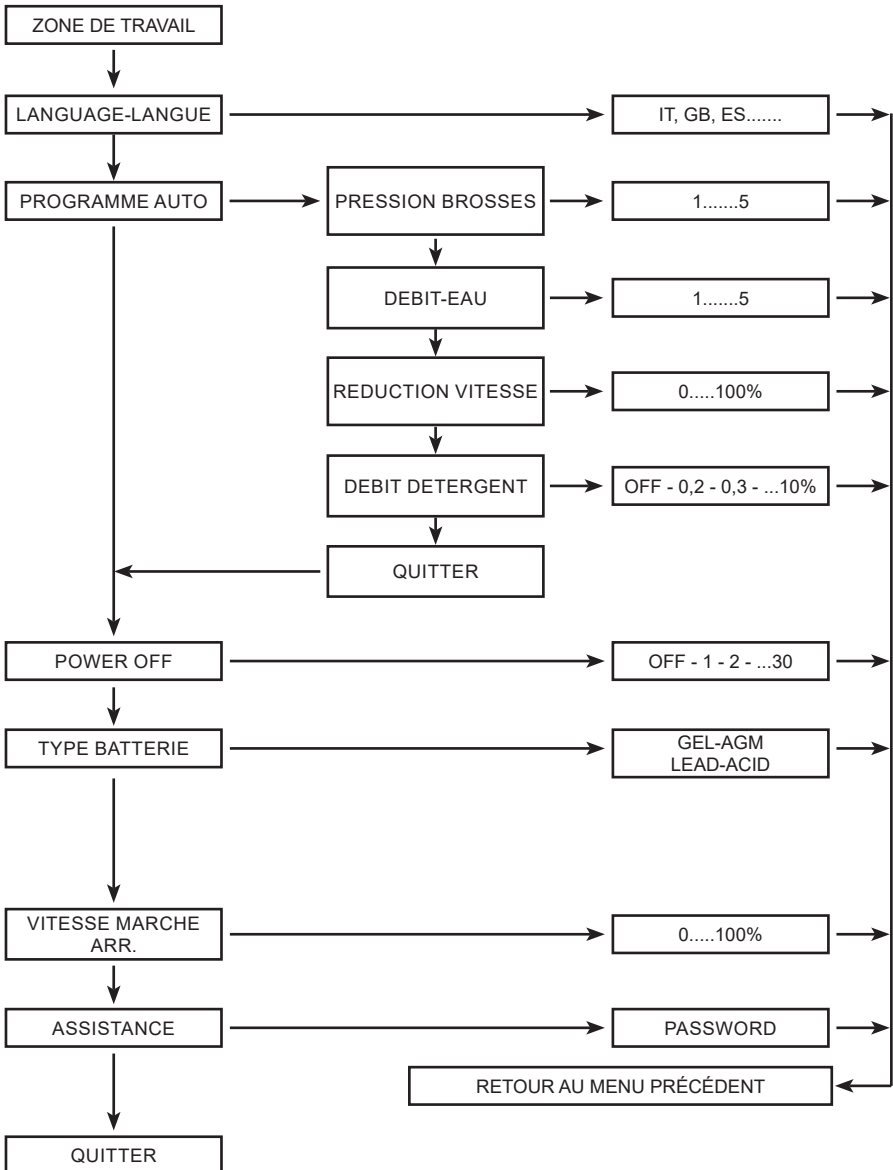 ZONE DE TRAVAIL
LANGUAGE-LANGUE
IT, GB, ES.......
PROGRAMME AUTO
PRESSION BROSSES
1.......5
DEBIT-EAU
1.......5
REDUCTION VITESSE
0.....100%
DEBIT DETERGENT
OFF - 0,2 - 0,3 - ...10%
QUITTER
POWER OFF
OFF - 1 - 2 - ...30
TYPE BATTERIE
GEL-AGM
LEAD-ACID
VITESSE MARCHE
ARR.
0.....100%
ASSISTANCE
PASSWORD
RETOUR AU MENU PRÉCÉDENT
QUITTER